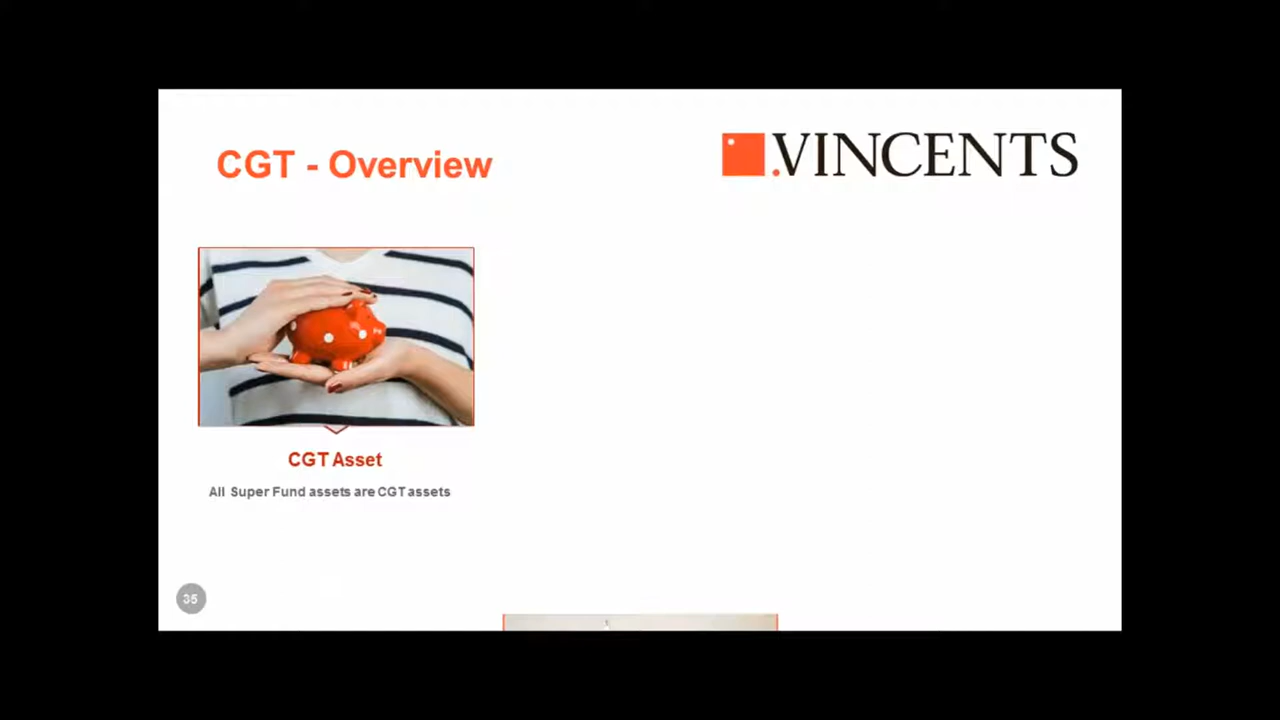 CGT - Overview
.VINCENTS
CGT Asset
All Super Fund assets are CGT assets
35